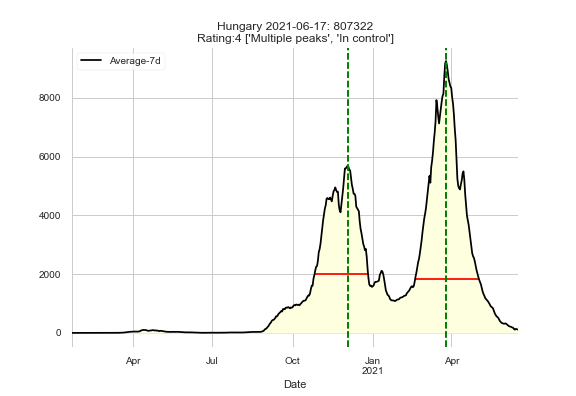 Hungary 2021-06-17: 807322
Rating:4 ['Multiple peaks', 'In control']
Average-7d
8000
6000
4000
2000
0
Apr
Jul
Oct
Jan
2021
Apr
Date